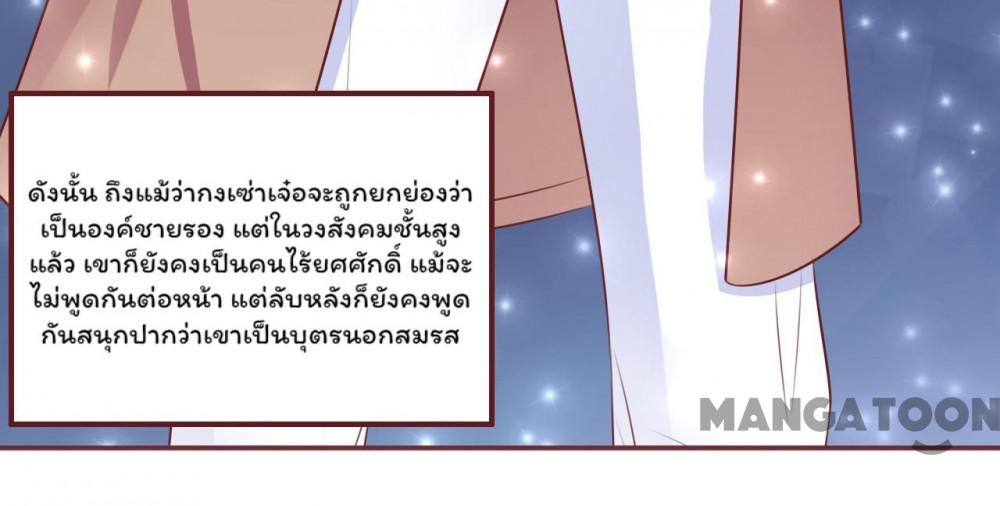 ดังนั้น ถึงแม้ว่ากงเซ่าเจ๋อจะถูกยกย่องว่า
เป็นองค์ชายรอง แต่ในวงสังคมชั้นสูง
แล้ว เขาก็ยังคงเป็นคนไร้ยศศักดิ์ แม้จะ
ไม่พูดกันต่อหน้า แต่ลับหลังก็ยังคงพูด
กันสนุกปากว่าเขาเป็นบุตรนอกสมรส
MANGATOON